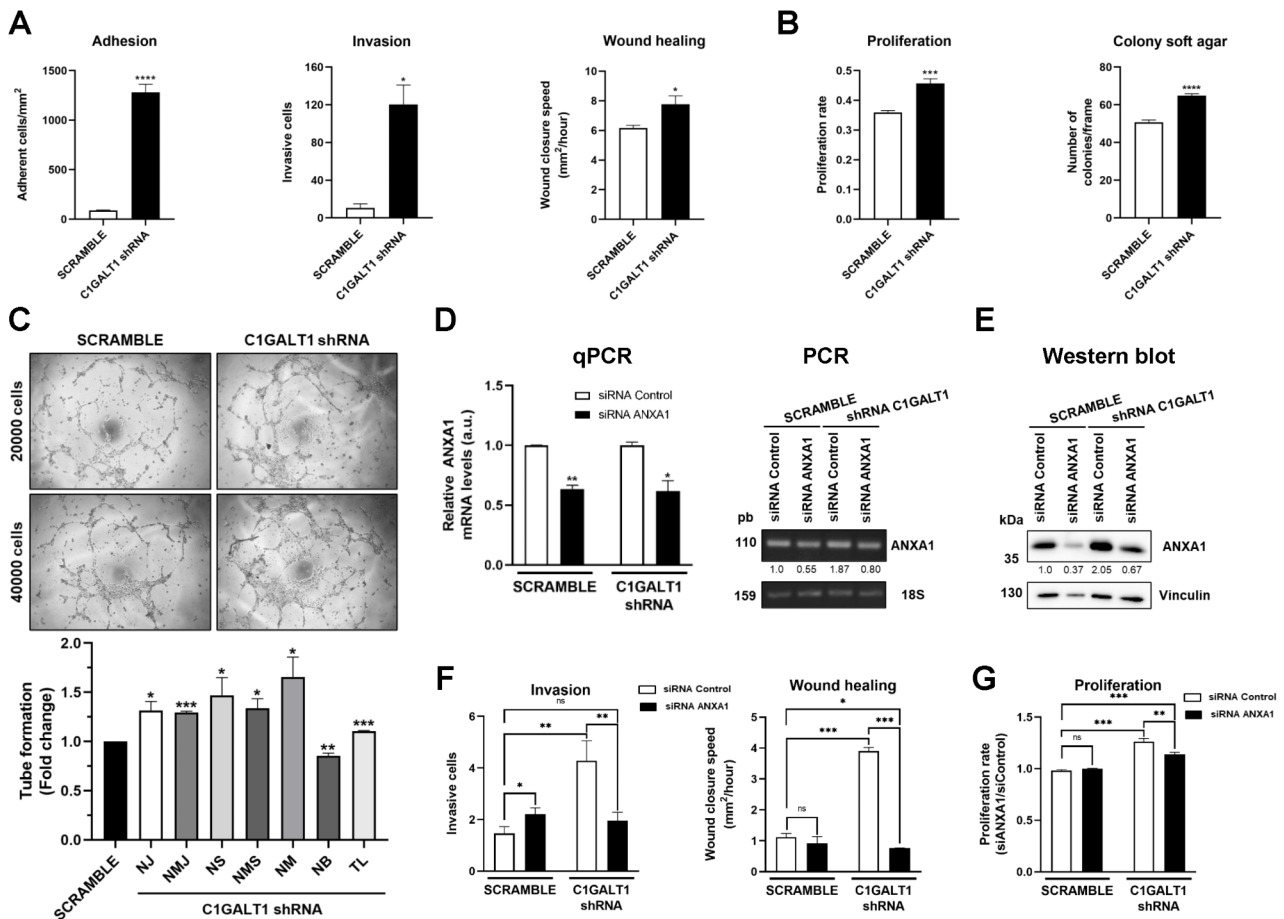 A
Adhesion
Adherent cells/mm²
1500
1000
500
0
****
SCRAMBLE
C1GALT1 shRNA
Invasion
Invasive cells
160
120
80
40
0
*
SCRAMBLE
C1GALT1 shRNA
Wound healing
Wound closure speed
(mm²/hour)
10
8
6
4
2
0
*
SCRAMBLE
C1GALT1 shRNA
B
Proliferation
Proliferation rate
0.5
0.4
0.3
0.2
0.1
0.0
***
SCRAMBLE
C1GALT1 shRNA
Colony soft agar
Number of
colonies/frame
80
60
40
20
0
****
SCRAMBLE
C1GALT1 shRNA
C
SCRAMBLE
C1GALT1 shRNA
20000 cells
40000 cells
Tube formation
(Fold change)
2.0
1.5
1.0
0.5
0.0
*
***
*
*
*
**
***
SCRAMBLE
NJ
NMJ
NS
NMS
NM
NB
TL
C1GALT1 shRNA
D
qPCR
Relative ANXA1
mRNA levels (a.u.)
1.5
1.0
0.5
0.0
siRNA Control
siRNA ANXA1
**
*
SCRAMBLE
C1GALT1
shRNA
PCR
SCRAMBLE
shRNA C1GALT1
siRNA Control
siRNA ANXA1
siRNA Control
siRNA ANXA1
pb
110
ANXA1
1.0 0.55 1.87 0.80
159
18S
E
Western blot
SCRAMBLE
shRNA C1GALT1
siRNA Control
siRNA ANXA1
siRNA Control
siRNA ANXA1
kDa
35
ANXA1
1.0 0.37 2.05 0.67
130
Vinculin
F
Invasion
siRNA Control
siRNA ANXA1
Invasive cells
6
4
2
0
ns
**
**
*
SCRAMBLE
C1GALT1
shRNA
Wound healing
Wound closure speed
(mm²/hour)
6
5
4
3
2
1
0
*
***
***
ns
SCRAMBLE
C1GALT1
shRNA
G
Proliferation
siRNA Control
siRNA ANXA1
Proliferation rate
(siANXA1/siControl)
1.5
1.0
0.5
0.0
***
***
**
ns
SCRAMBLE
C1GALT1
shRNA